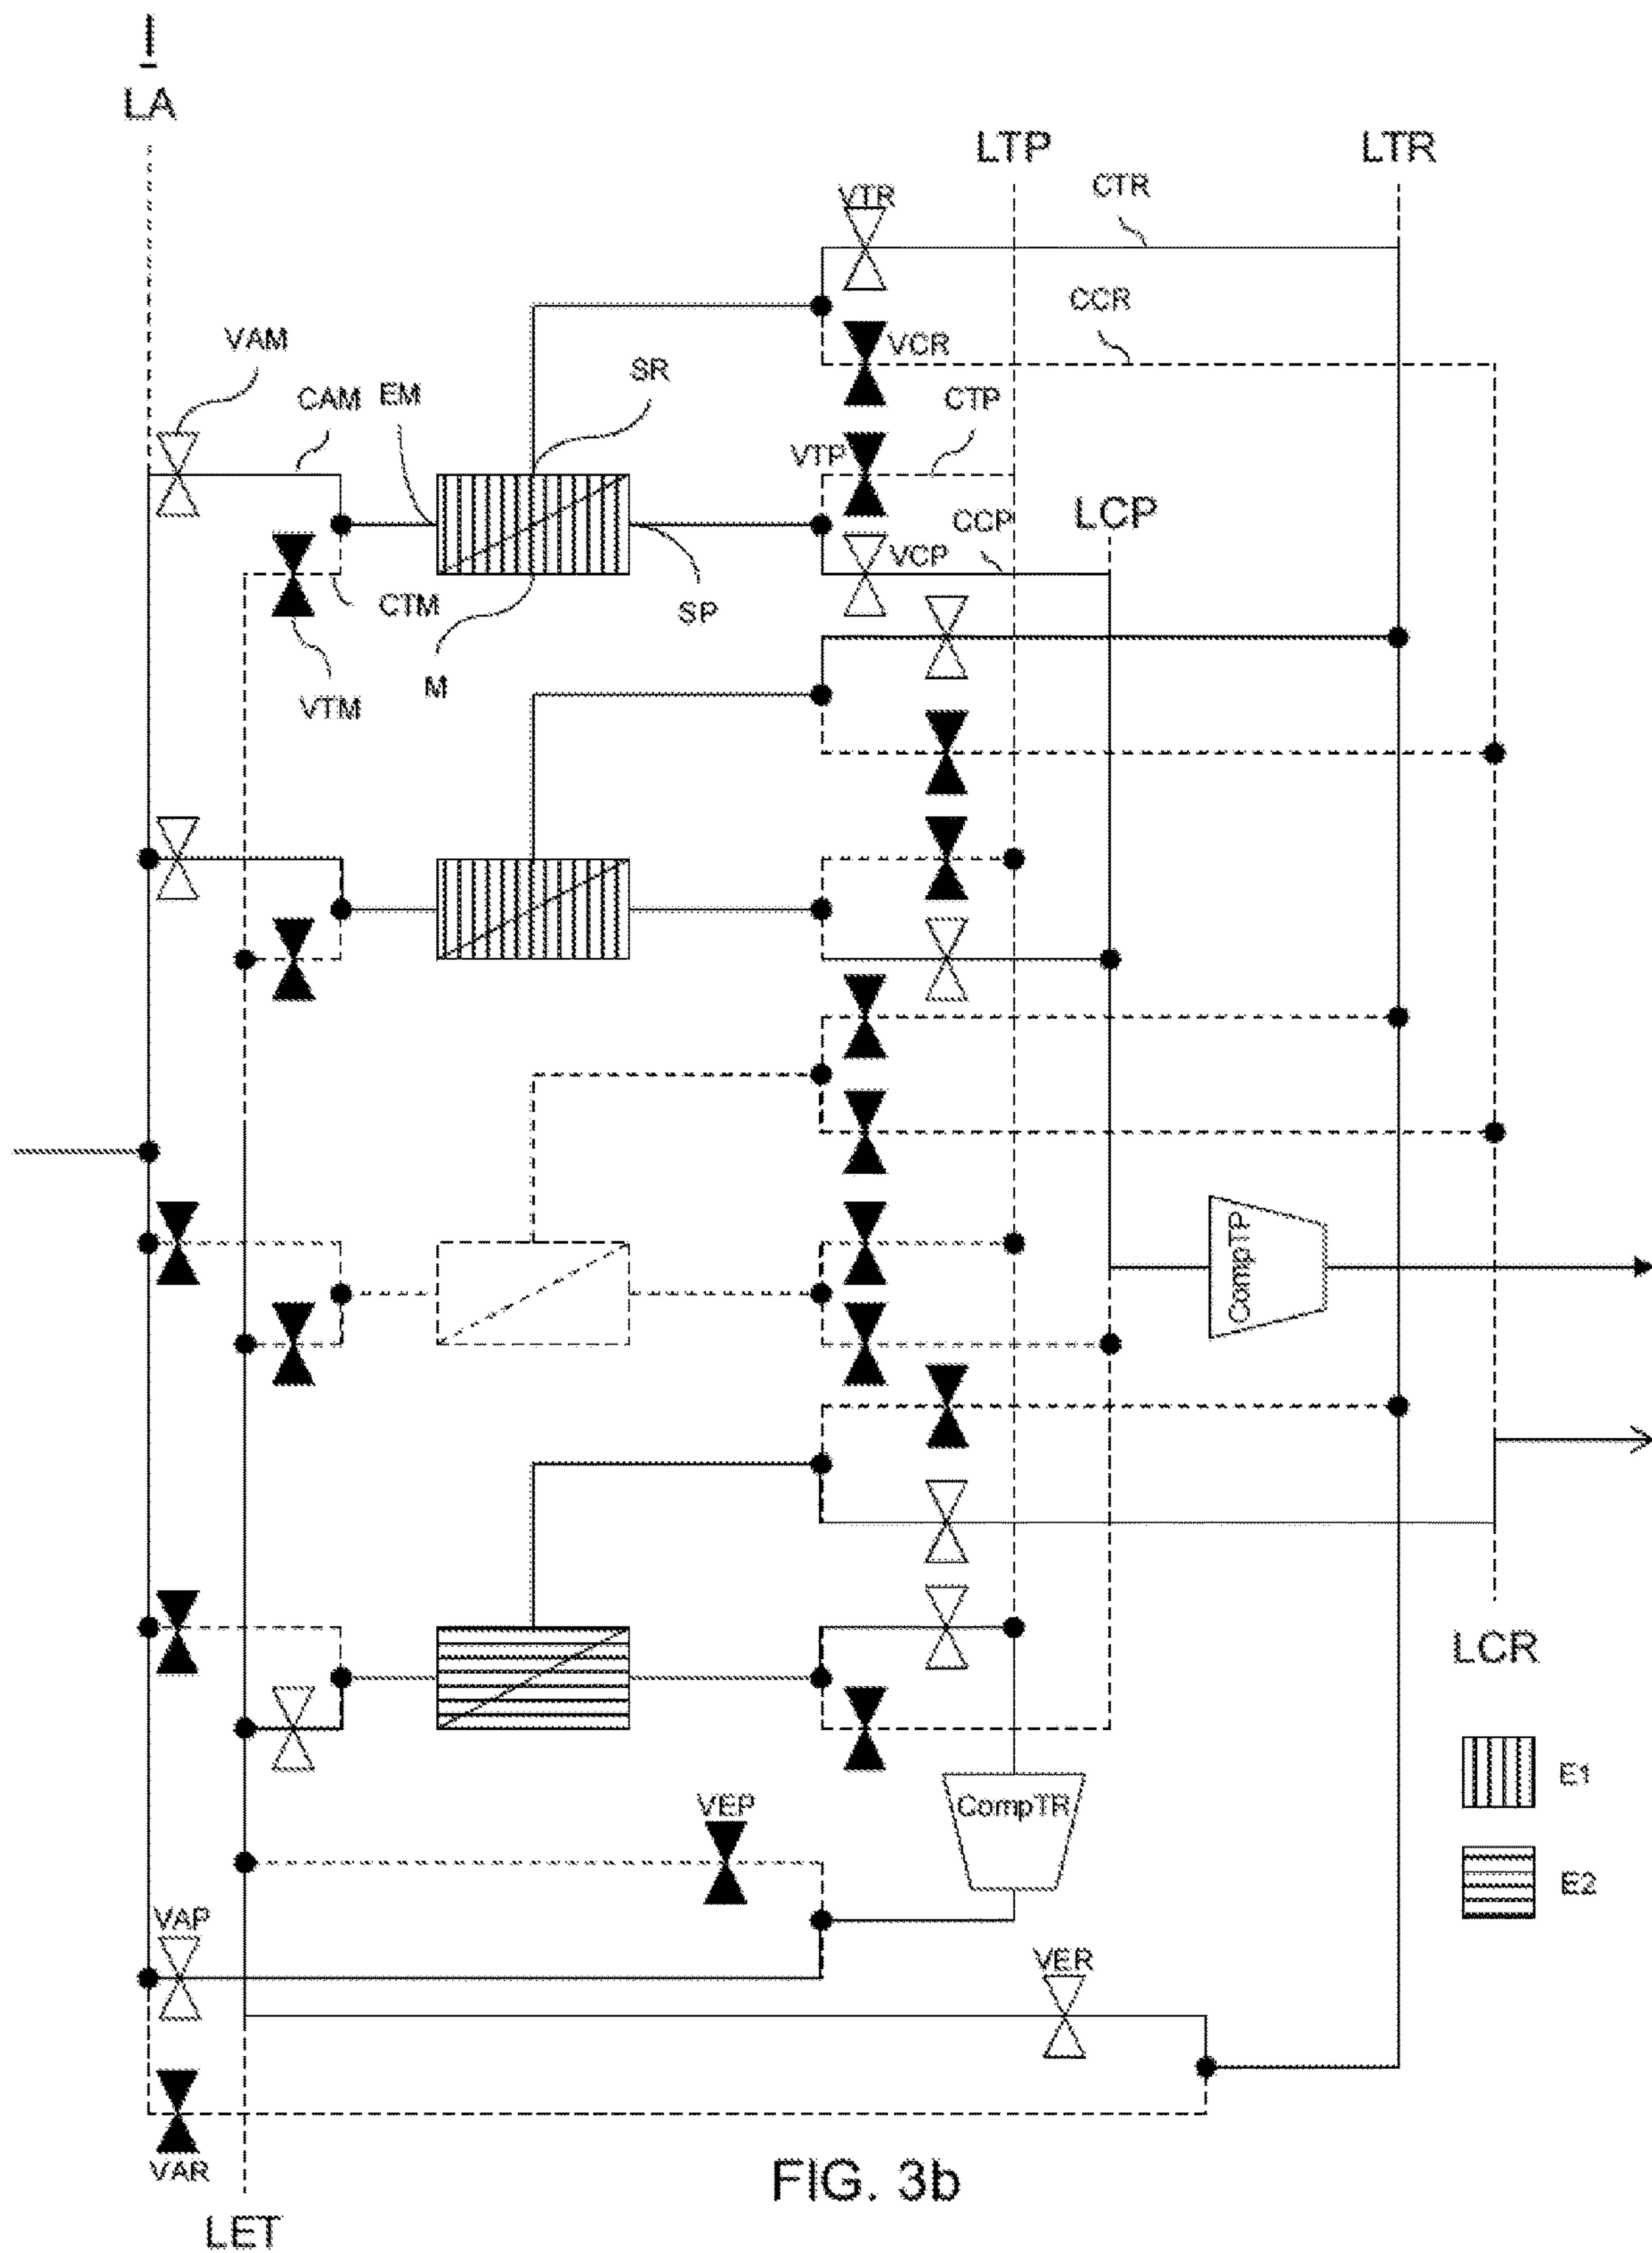 I
LA
LTP
LTR
VTR
CTR
CCR
VAM
VCR
SR
CAM
EM
CTP
VTP
LCP
CCP
VCP
CTM
SP
M
VTM
CompTP
LCR
E1
CompTR
VEP
E2
VAP
VER
VAR
FIG. 3b
LET